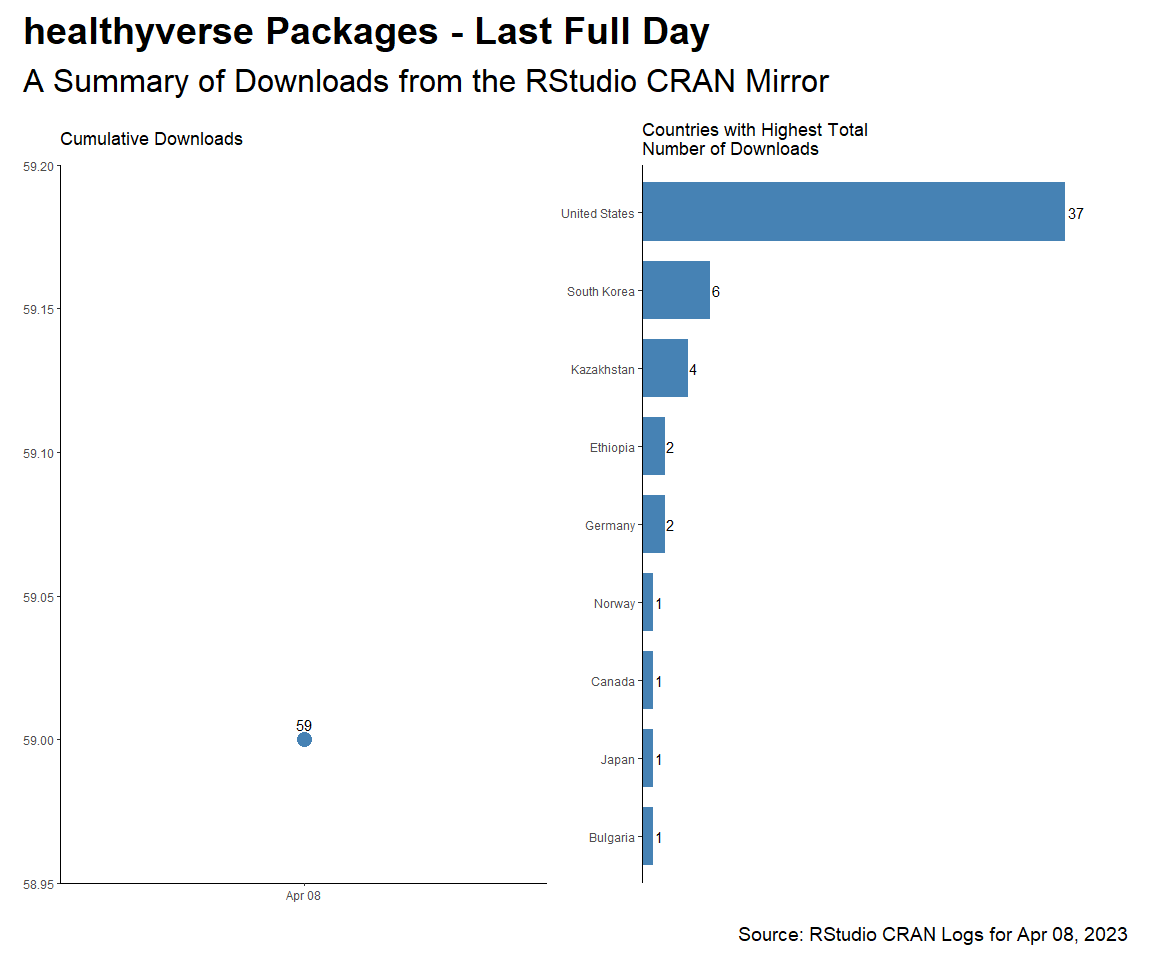 healthyverse Packages - Last Full Day
A Summary of Downloads from the RStudio CRAN Mirror
Cumulative Downloads
59.20
59.15
59.10
59.05
59.00
58.95
59
Apr 08
Countries with Highest Total
Number of Downloads
United States 37
South Korea 6
Kazakhstan 4
Ethiopia 2
Germany 2
Norway 1
Canada 1
Japan 1
Bulgaria 1
Source: RStudio CRAN Logs for Apr 08, 2023